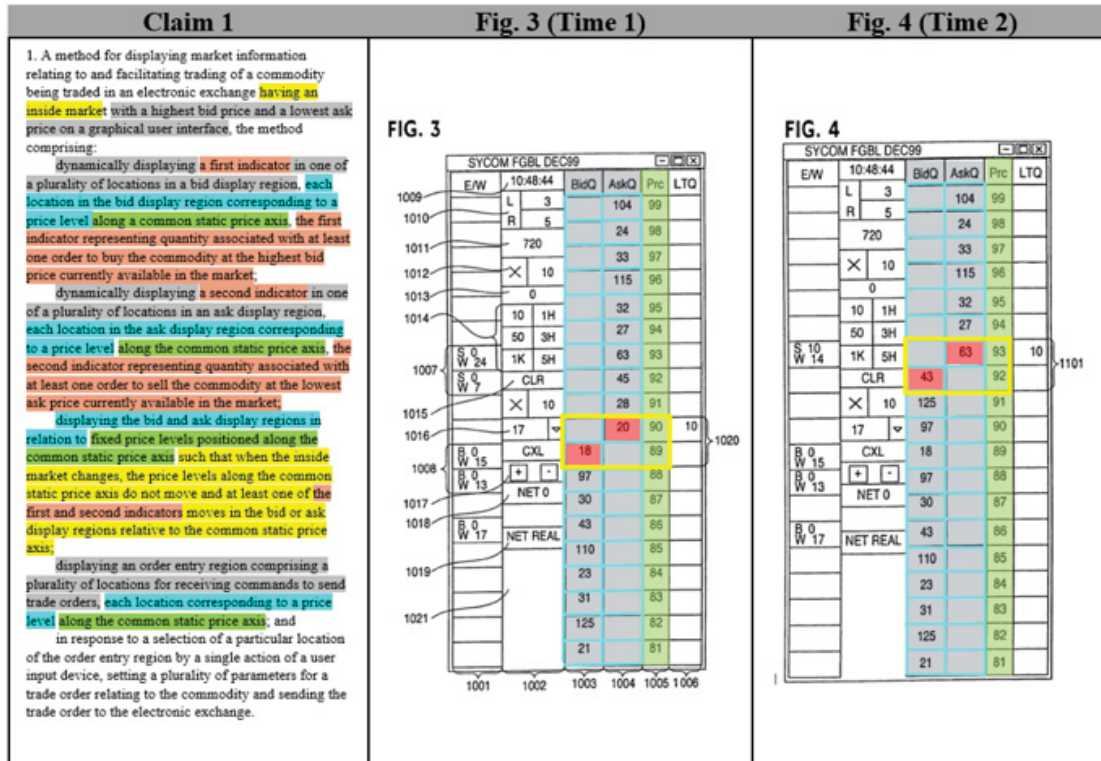 Claim 1
1. A method for displaying market information
relating to and facilitating trading of a commodity
being traded in an electronic exchange having an
inside market with a highest bid price and a lowest ask
price on a graphical user interface, the method
comprising:
dynamically displaying a first indicator in one of
a plurality of locations in a bid display region, each
location in the bid display region corresponding to a
price level along a common static price axis, the first
indicator representing quantity associated with at least
one order to buy the commodity at the highest bid
price currently available in the market;
dynamically displaying a second indicator in one
of a plurality of locations in an ask display region,
each location in the ask display region corresponding
to a price level along the common static price axis, the
second indicator representing quantity associated with
at least one order to sell the commodity at the lowest
ask price currently available in the market;
displaying the bid and ask display regions in
relation to fixed price levels positioned along the
common static price axis such that when the inside
market changes, the price levels along the common
static price axis do not move and at least one of the
first and second indicators moves in the bid or ask
display regions relative to the common static price
axis;
displaying an order entry region comprising a
plurality of locations for receiving commands to send
trade orders, each location corresponding to a price
level along the common static price axis; and
in response to a selection of a particular location
of the order entry region by a single action of a user
input device, setting a plurality of parameters for a
trade order relating to the commodity and sending the
trade order to the electronic exchange.
Fig. 3 (Time 1)
FIG. 3
SYCOM FGBL DEC99
E/W 10:48:44 BidQ AskQ Prc LTQ
1009 L 3 104 99
1010 R 5 24 98
1011 720 33 97
1012 X 10 115 96
1013 0
1014 10 1H 32 95
50 3H 27 94
1007 S 0 W 24 1K 5H 63 93
S 0 W 7 CLR 45 92
1015 X 10 28 91
1016 17 20 90 10 1020
1008 B 0 W 15 CXL 18 89
B 0 W 13 + - 97 88
1017 NET 0 30 87
1018
B 0 W 17 NET REAL 43 86
1019 110 85
23 84
1021 31 83
125 82
21 81
1001 1002 1003 1004 1005 1006
Fig. 4 (Time 2)
FIG. 4
SYCOM FGBL DEC99
E/W 10:48:44 BidQ AskQ Prc LTQ
L 3 104 99
R 5 24 98
720 33 97
X 10 115 96
0
10 1H 32 95
50 3H 27 94
S 10 W 14 1K 5H 63 93 10
CLR 43 92 1101
X 10 125 91
17 97 90
B 0 W 15 CXL 18 89
B 0 W 13 + - 97 88
NET 0 30 87
B 0 W 17 NET REAL 43 86
110 85
23 84
31 83
125 82
21 81